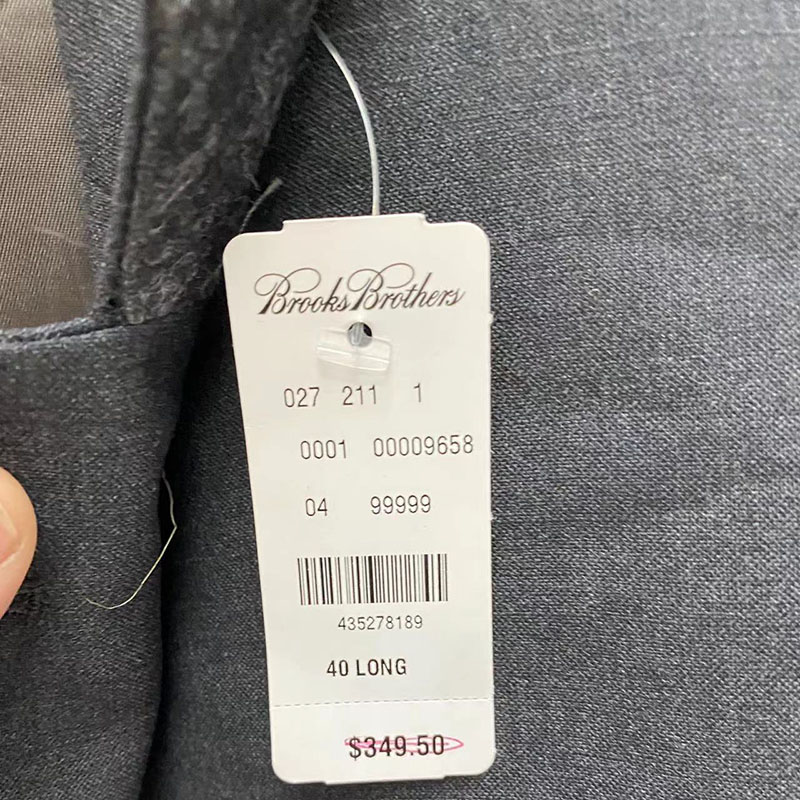 Brooks Brothers
027 211 1
0001 00009658
04 99999
435278189
40 LONG
$349.50